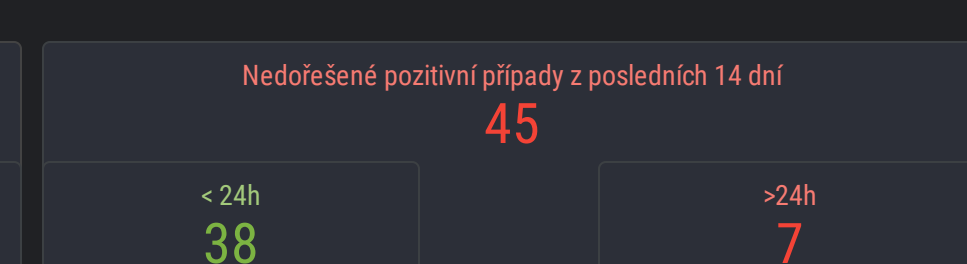 Nedořešené pozitivní případy z posledních 14 dní
45
< 24h
>24h
38
7